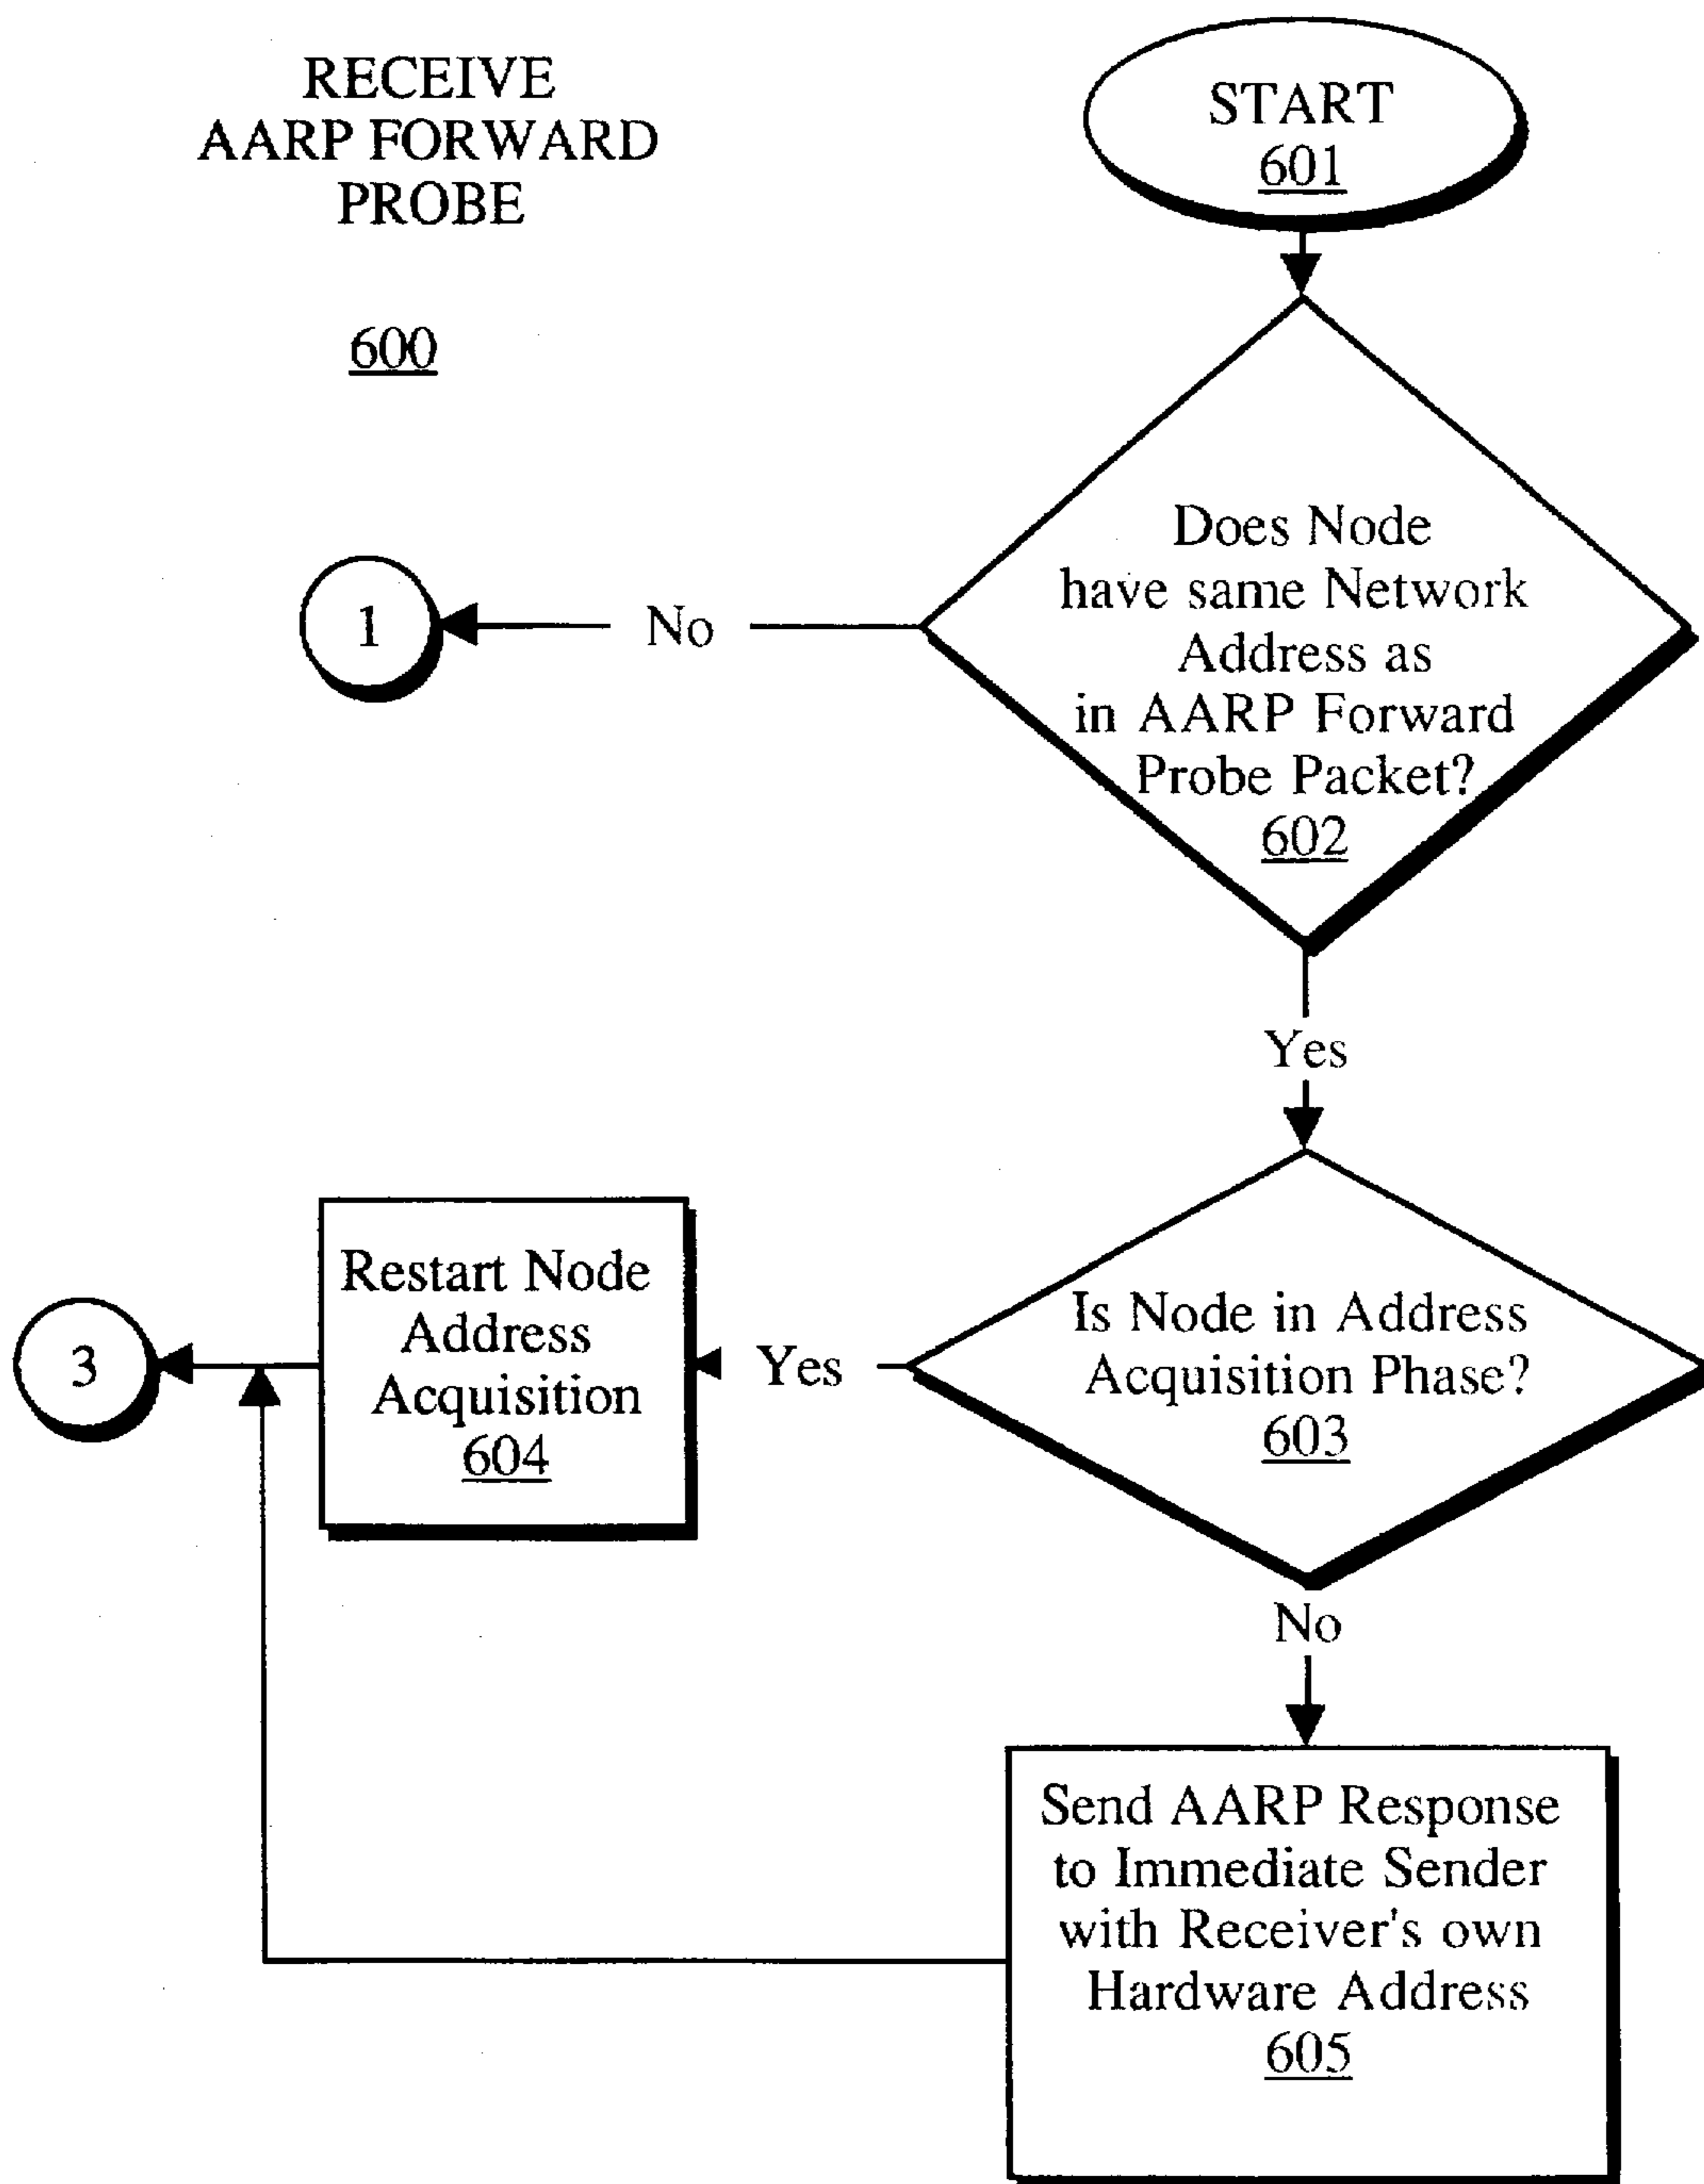 RECEIVE
AARP FORWARD
PROBE
600
START
601
Does Node
have same Network
Address as
in AARP Forward
Probe Packet?
602
No
1
Yes
Is Node in Address
Acquisition Phase?
603
Yes
Restart Node
Address
Acquisition
604
3
No
Send AARP Response
to Immediate Sender
with Receiver's own
Hardware Address
605